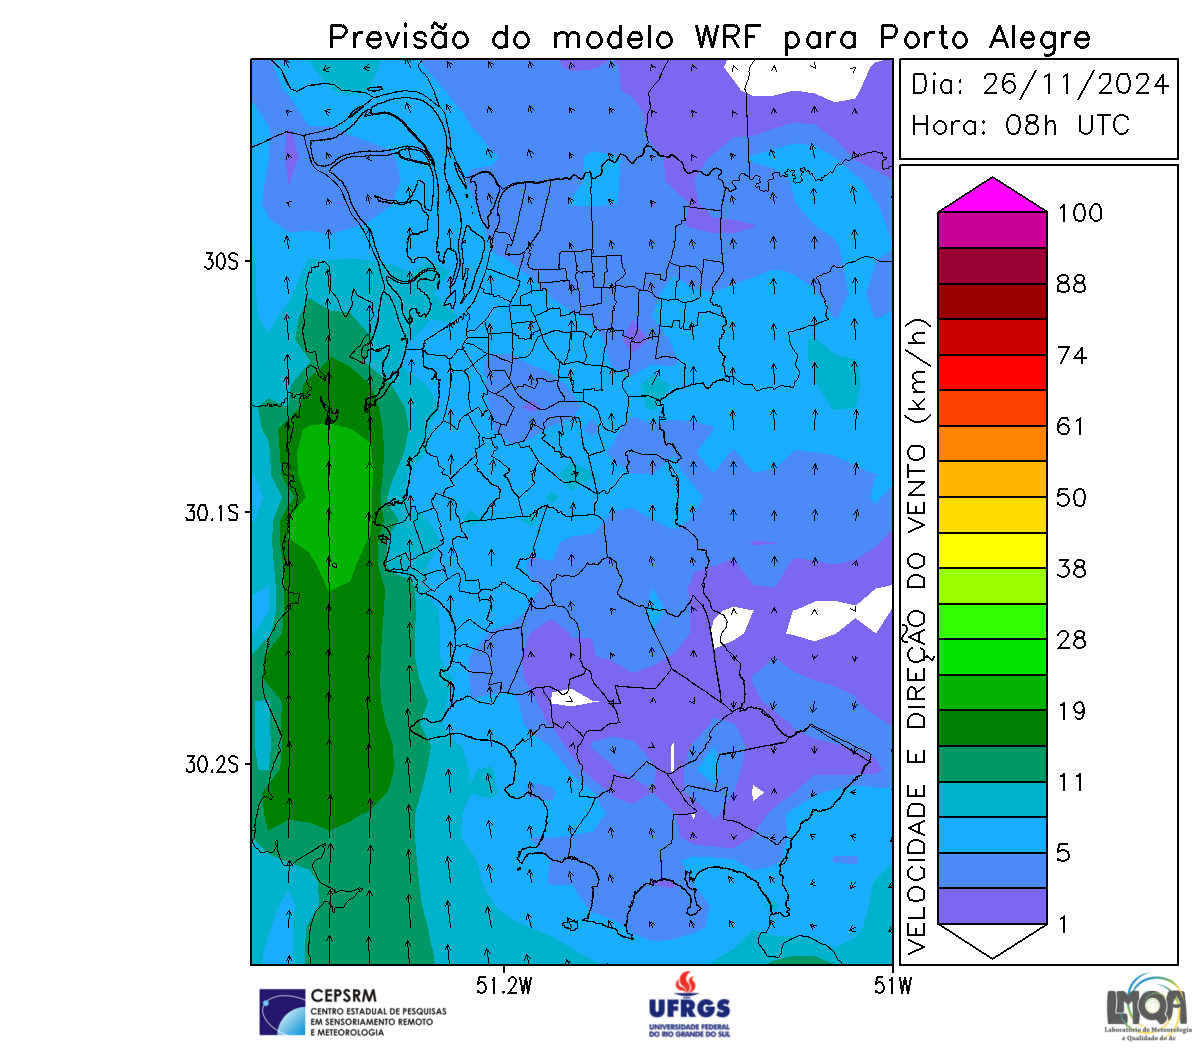 Previsão do modelo WRF para Porto Alegre
Dia: 26/11/2024
Hora: 08h UTC
30S
30.1S
30.2S
51.2W
51W
VELOCIDADE E DIREÇÃO DO VENTO (km/h)
100
88
74
61
50
38
28
19
11
5
1
CEPSRM
CENTRO ESTADUAL DE PESQUISAS
EM SENSORIAMENTO REMOTO
E METEOROLOGIA
UFRGS
UNIVERSIDADE FEDERAL
DO RIO GRANDE DO SUL
LMQA
Laboratório de Meteorologia
e Qualidade do Ar